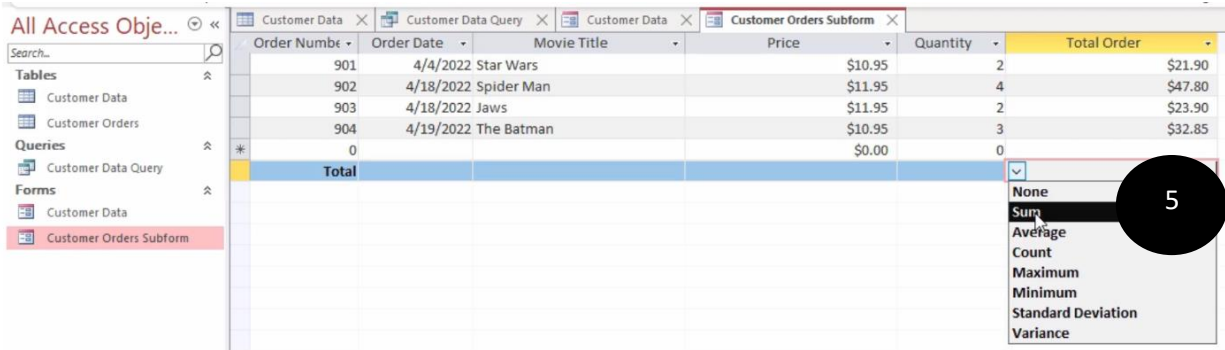 All Access Obje...
Search...
Tables
Customer Data
Customer Orders
Queries
Customer Data Query
Forms
Customer Data
Customer Orders Subform
Customer Data Customer Data Query Customer Data Customer Orders Subform
Order Numbe Order Date Movie Title Price Quantity Total Order
901 4/4/2022 Star Wars $10.95 2 $21.90
902 4/18/2022 Spider Man $11.95 4 $47.80
903 4/18/2022 Jaws $11.95 2 $23.90
904 4/19/2022 The Batman $10.95 3 $32.85
* 0 $0.00 0
Total
None
Sum
Average
Count
Maximum
Minimum
Standard Deviation
Variance
5